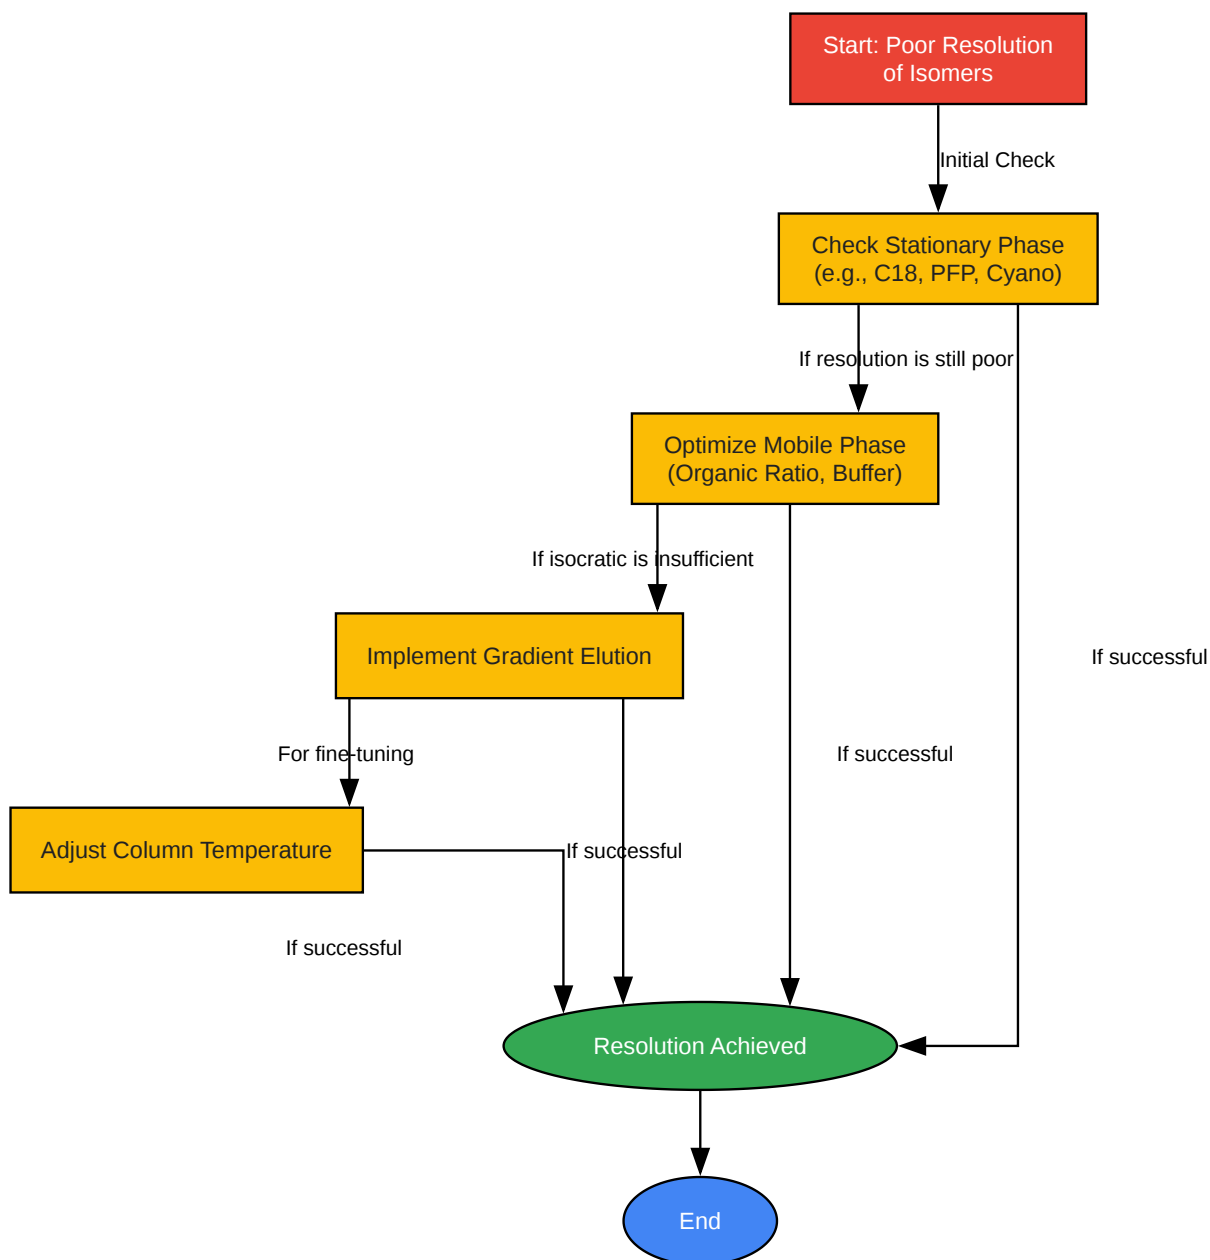 Start: Poor Resolution
of Isomers
Initial Check
Check Stationary Phase
(e.g., C18, PFP, Cyano)
If resolution is still poor
Optimize Mobile Phase
(Organic Ratio, Buffer)
If isocratic is insufficient
Implement Gradient Elution
If successful
For fine-tuning
If successful
Adjust Column Temperature
If successful
If successful
Resolution Achieved
End